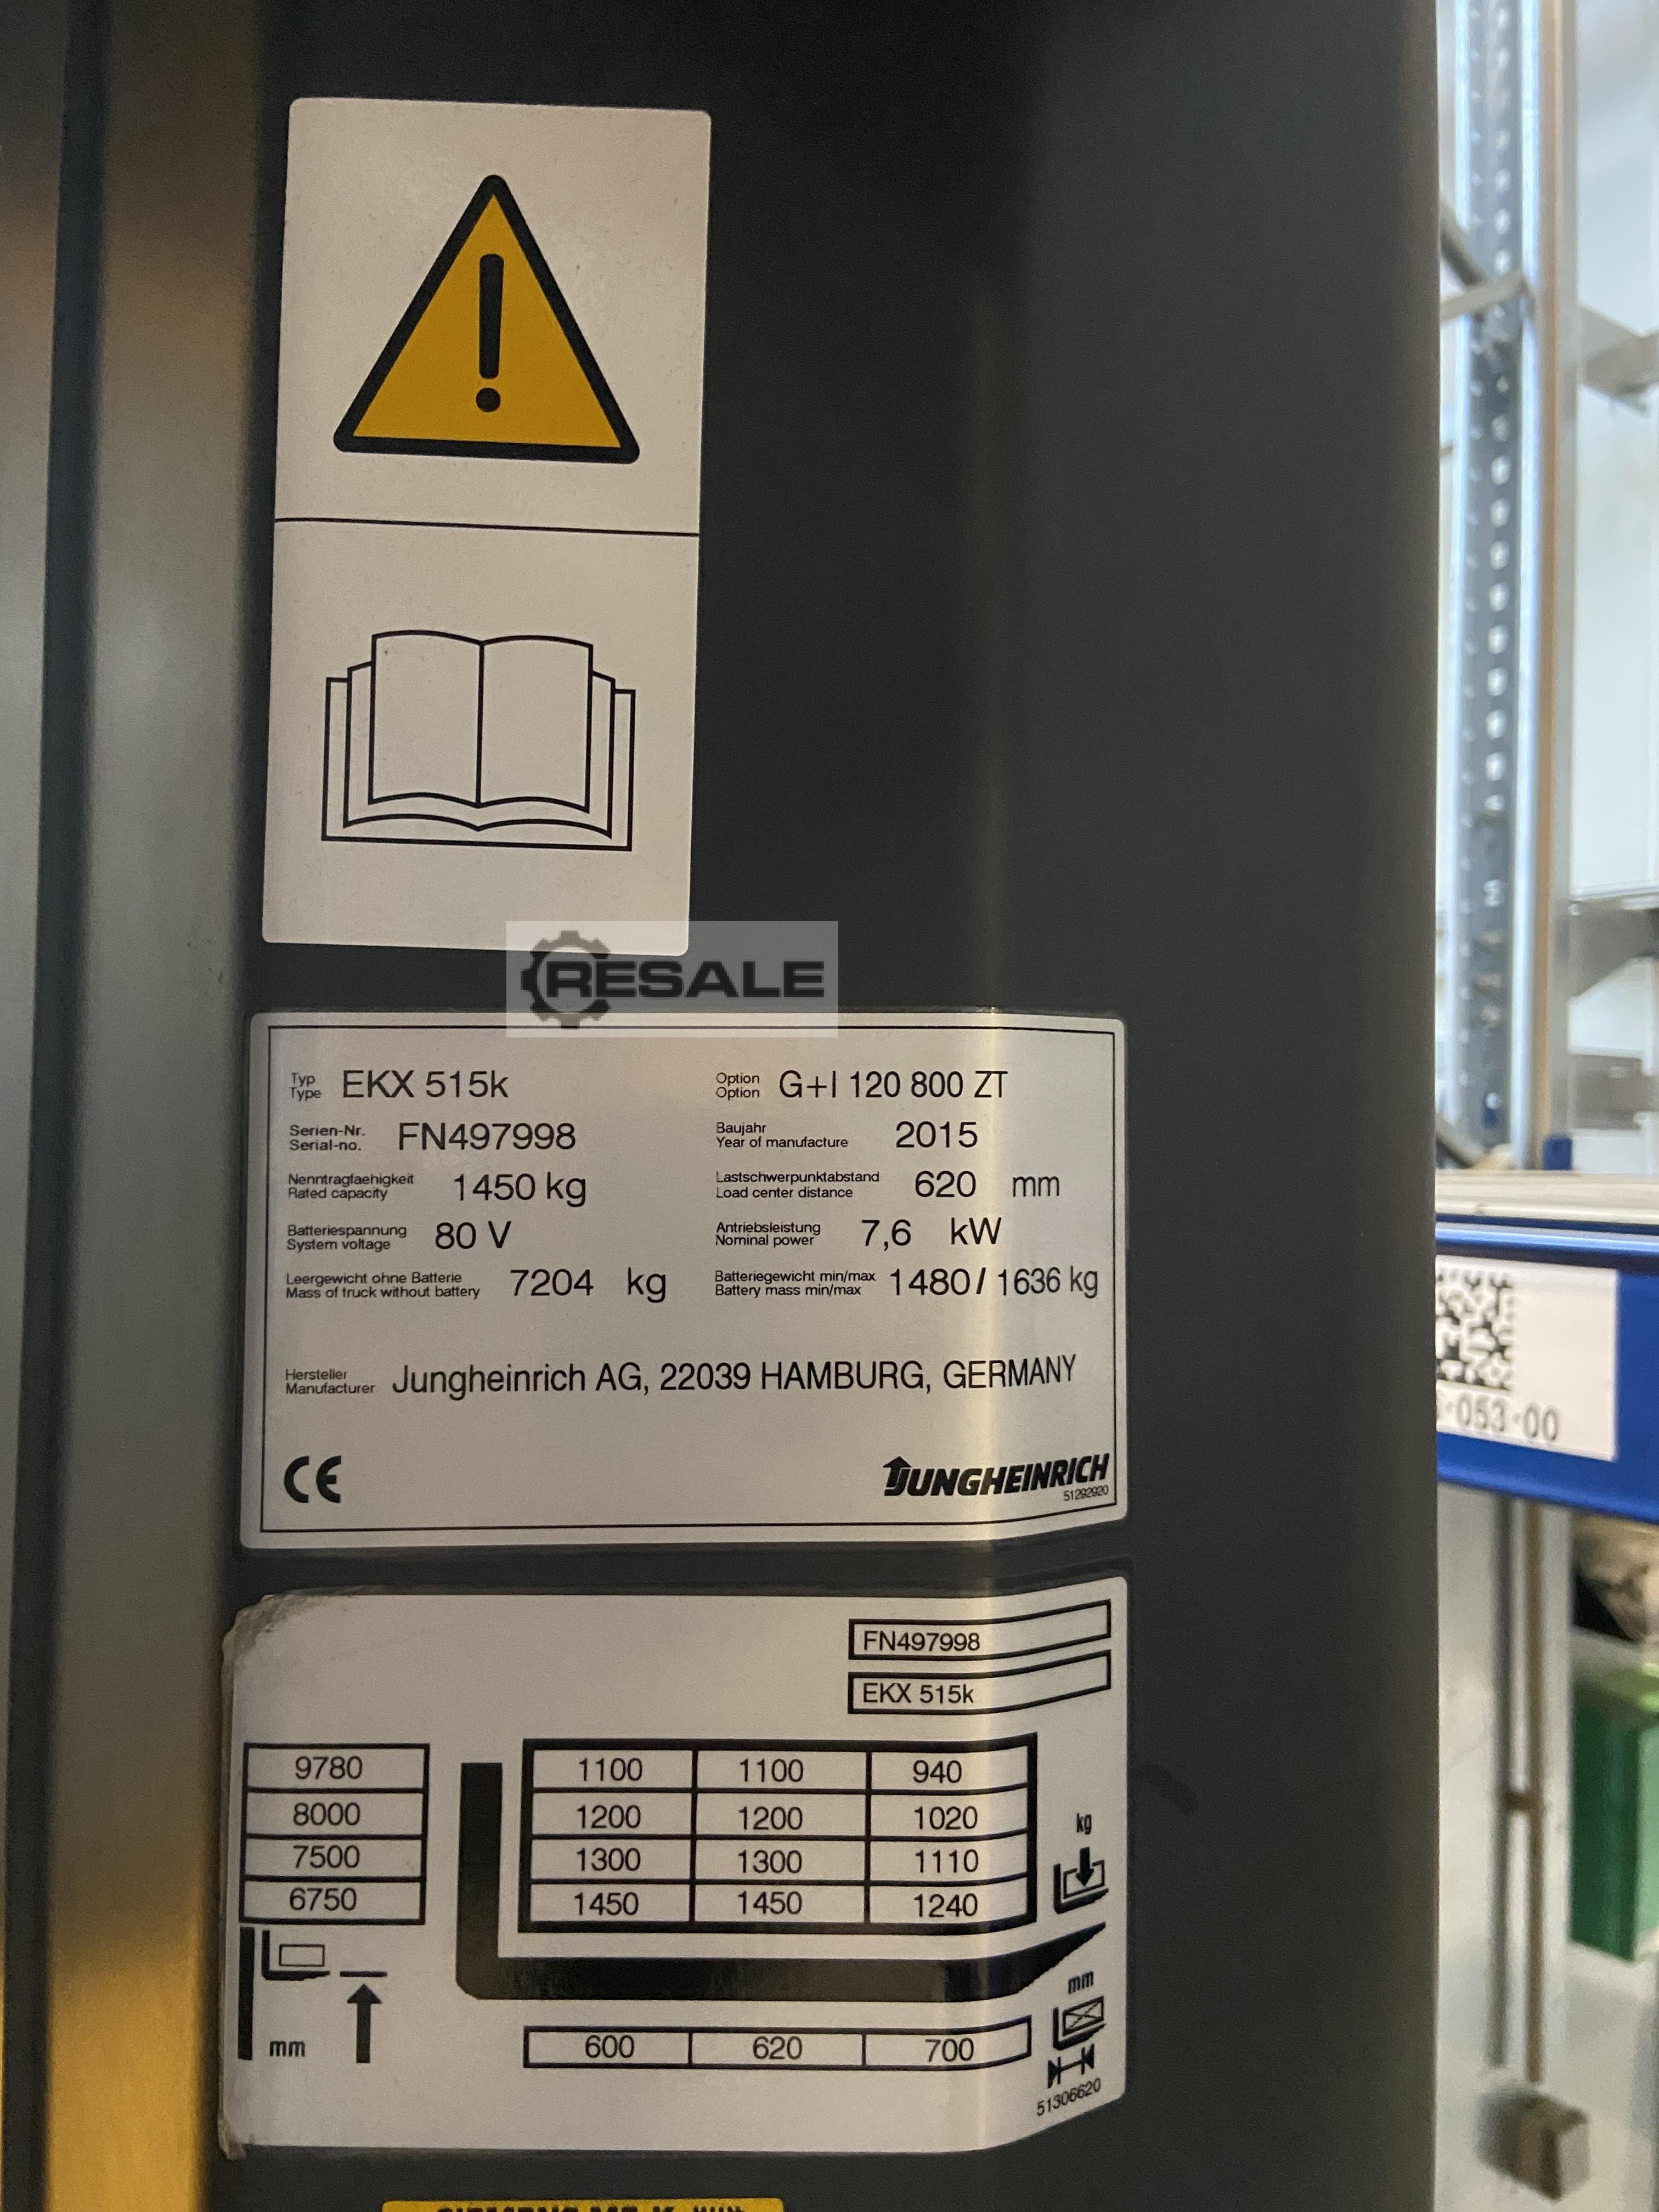 RESALE
Typ
Type
EKX 515k
Option
Option
G+I 120 800 ZT
Serien-Nr.
Serial-no.
FN497998
Baujahr
Year of manufacture
2015
Nenntragfaehigkeit
Rated capacity
1450 kg
Lastschwerpunktabstand
Load center distance
620 mm
Batteriespannung
System voltage
80 V
Antriebsleistung
Nominal power
7,6 kW
Leergewicht ohne Batterie
Mass of truck without battery
7204 kg
Batteriegewicht min/max
Battery mass min/max
1480 / 1636 kg
Hersteller
Manufacturer
Jungheinrich AG, 22039 HAMBURG, GERMANY
CE
JUNGHEINRICH
51292920
FN497998
EKX 515k
9780 1100 1100 940
8000 1200 1200 1020
7500 1300 1300 1110
6750 1450 1450 1240
kg
mm
mm
600 620 700
51306620
053-00